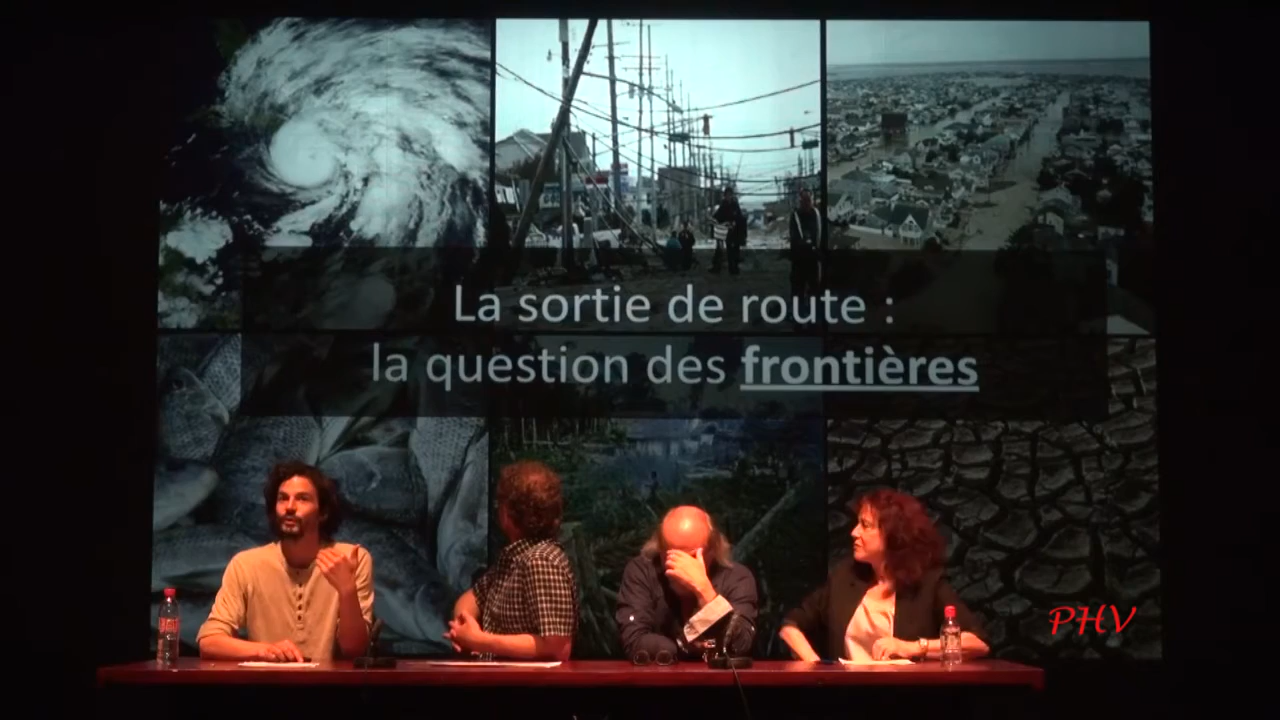 La sortie de route :
la question des frontières
PHV